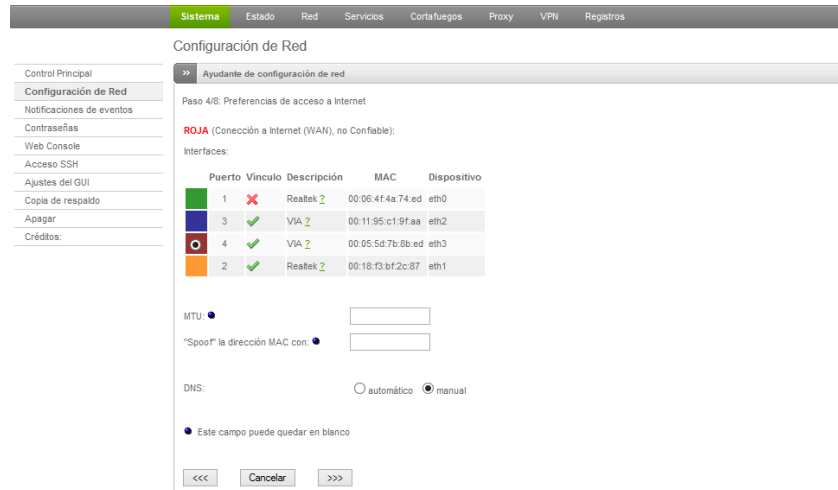 Sistema Estado Red Servicios Cortafuegos Proxy VPN Registros
Configuración de Red
Control Principal
Configuración de Red
Notificaciones de eventos
Contraseñas
Web Console
Acceso SSH
Ajustes del GUI
Copia de respaldo
Apagar
Créditos:
>> Ayudante de configuración de red
Paso 4/8: Preferencias de acceso a Internet
ROJA (Conección a Internet (WAN), no Confiable):
Interfaces:
Puerto Vínculo Descripción MAC Dispositivo
1 Realtek ? 00:06:4f:4a:74:ed eth0
3 VIA ? 00:11:95:c1:9f:aa eth2
4 VIA ? 00:05:5d:7b:8b:ed eth3
2 Realtek ? 00:18:f3:bf:2c:87 eth1
MTU:
"Spoof" la dirección MAC con:
DNS: automático manual
Este campo puede quedar en blanco
<<< Cancelar >>>